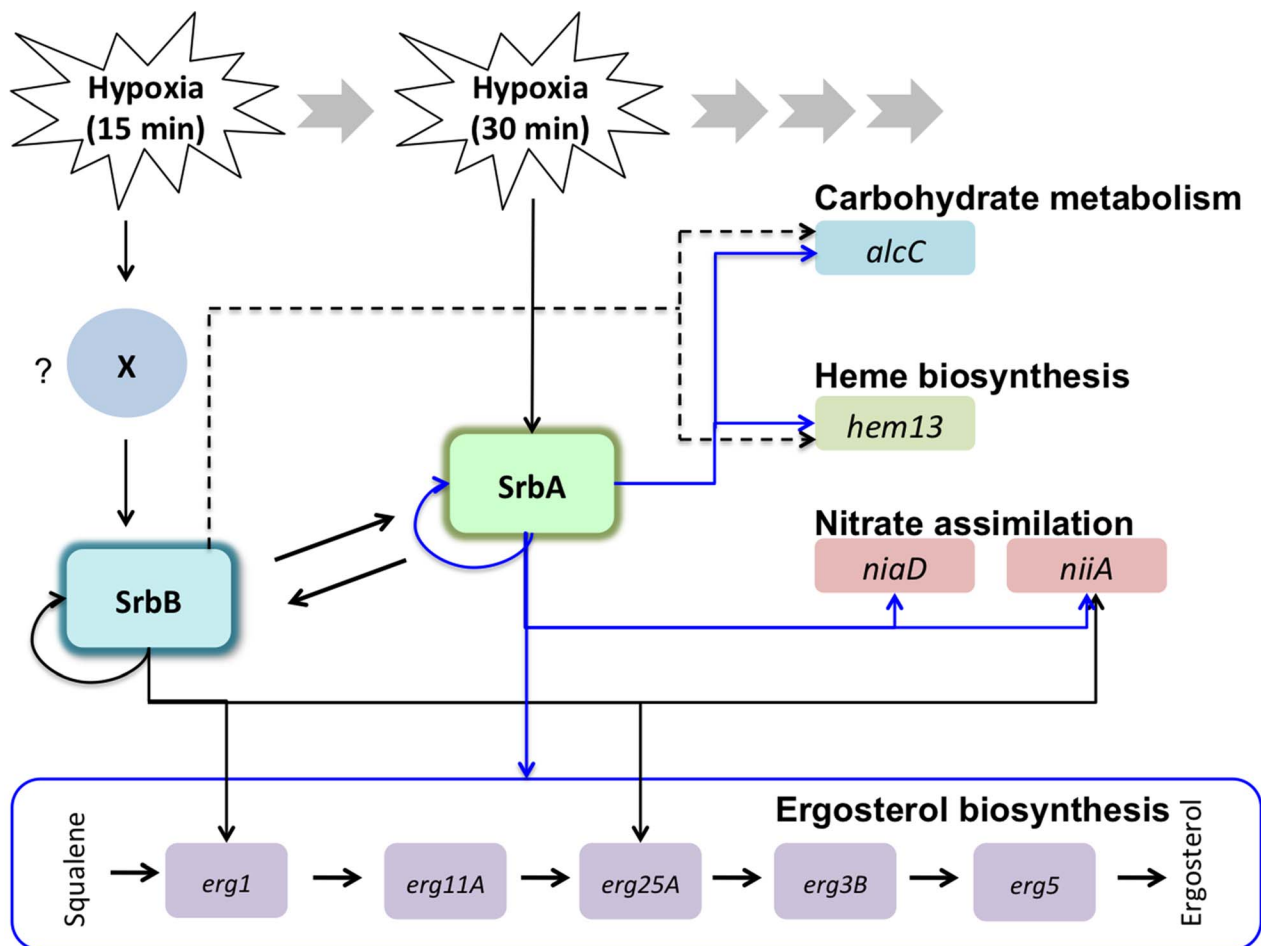 Hypoxia
(15 min)
Hypoxia
(30 min)
Carbohydrate metabolism
alcC
?
X
Heme biosynthesis
hem13
SrbA
Nitrate assimilation
niaD
niiA
SrbB
Ergosterol biosynthesis
Squalene
erg1
erg11A
erg25A
erg3B
erg5
Ergosterol